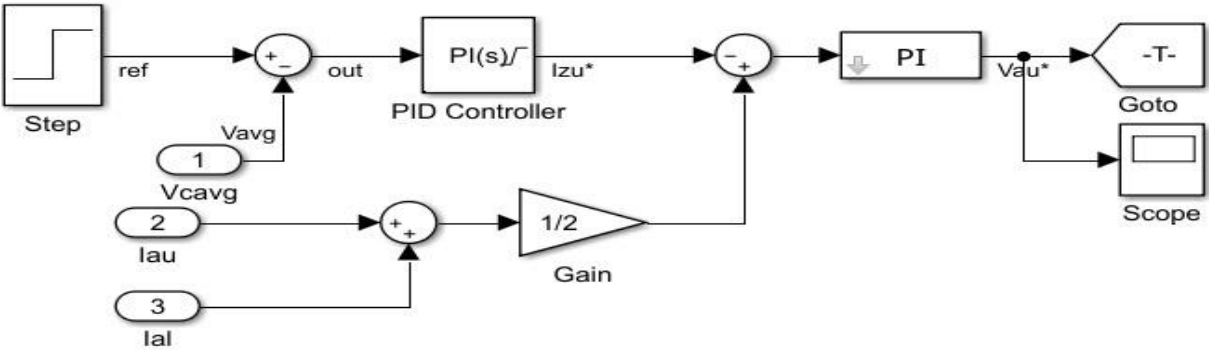 ref
+
−
out
PI(s)
Izu*
−
+
PI
Vau*
-T-
Step
PID Controller
Goto
Vavg
1
Vcavg
2
Iau
+
+
1/2
Gain
Scope
3
Ial